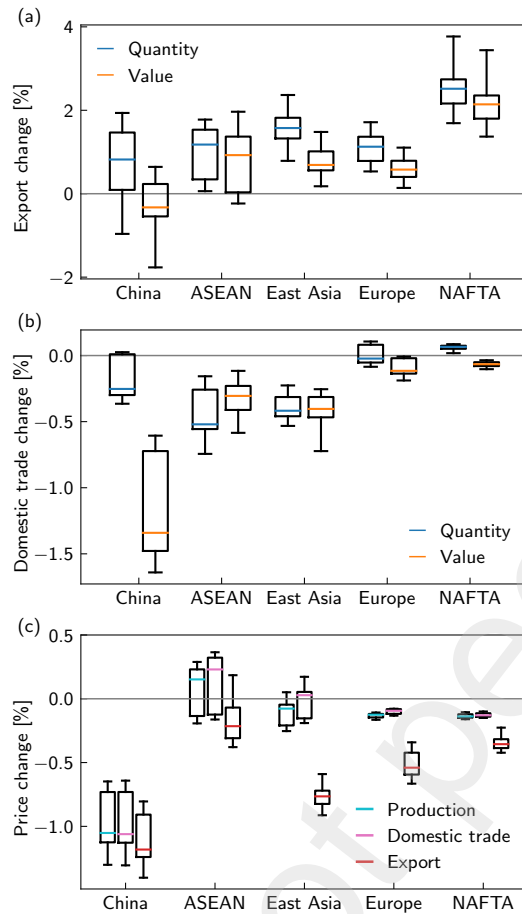 (a)
4
Quantity
Value
2
0
−2
Export change [%]
China ASEAN East Asia Europe NAFTA
(b)
0.0
−0.5
−1.0
−1.5
Domestic trade change [%]
Quantity
Value
China ASEAN East Asia Europe NAFTA
(c)
0.5
0.0
−0.5
−1.0
Price change [%]
Production
Domestic trade
Export
China ASEAN East Asia Europe NAFTA